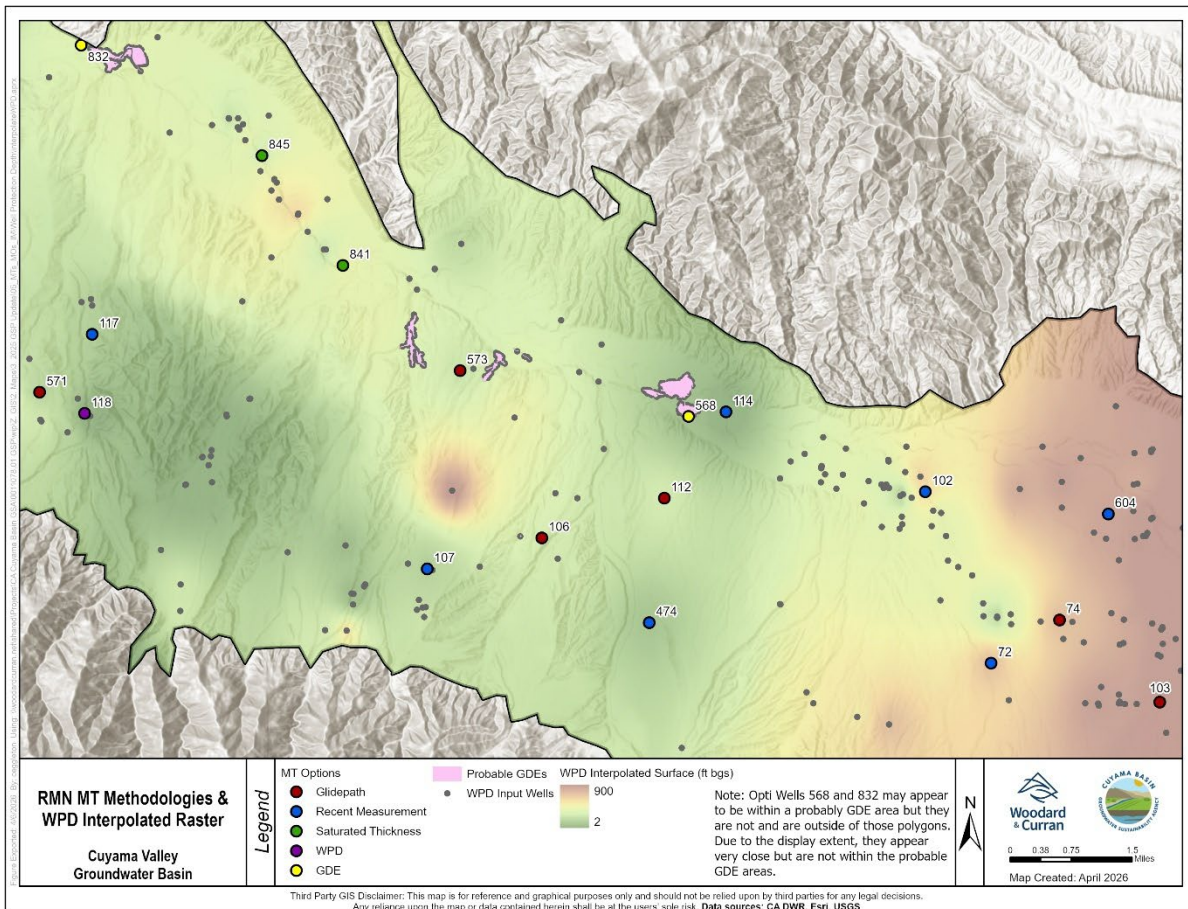 832
845
841
117
571
118
573
568
114
112
102
604
106
107
474
74
72
103
RMN MT Methodologies &
WPD Interpolated Raster
Cuyama Valley
Groundwater Basin
Legend
MT Options
Glidepath
Recent Measurement
Saturated Thickness
WPD
GDE
Probable GDEs
WPD Input Wells
WPD Interpolated Surface (ft bgs)
900
2
Note: Opti Wells 568 and 832 may appear
to be within a probably GDE area but they
are not and are outside of those polygons.
Due to the display extent, they appear
very close but are not within the probable
GDE areas.
N
Woodard
& Curran
CUYAMA BASIN
GROUNDWATER SUSTAINABILITY AGENCY
0 0.38 0.75 1.5
Miles
Map Created: April 2026
Third Party GIS Disclaimer: This map is for reference and graphical purposes only and should not be relied upon by third parties for any legal decisions.
Any reliance upon the map or data contained herein shall be at the users' sole risk. Data sources: CA DWR, Esri, USGS